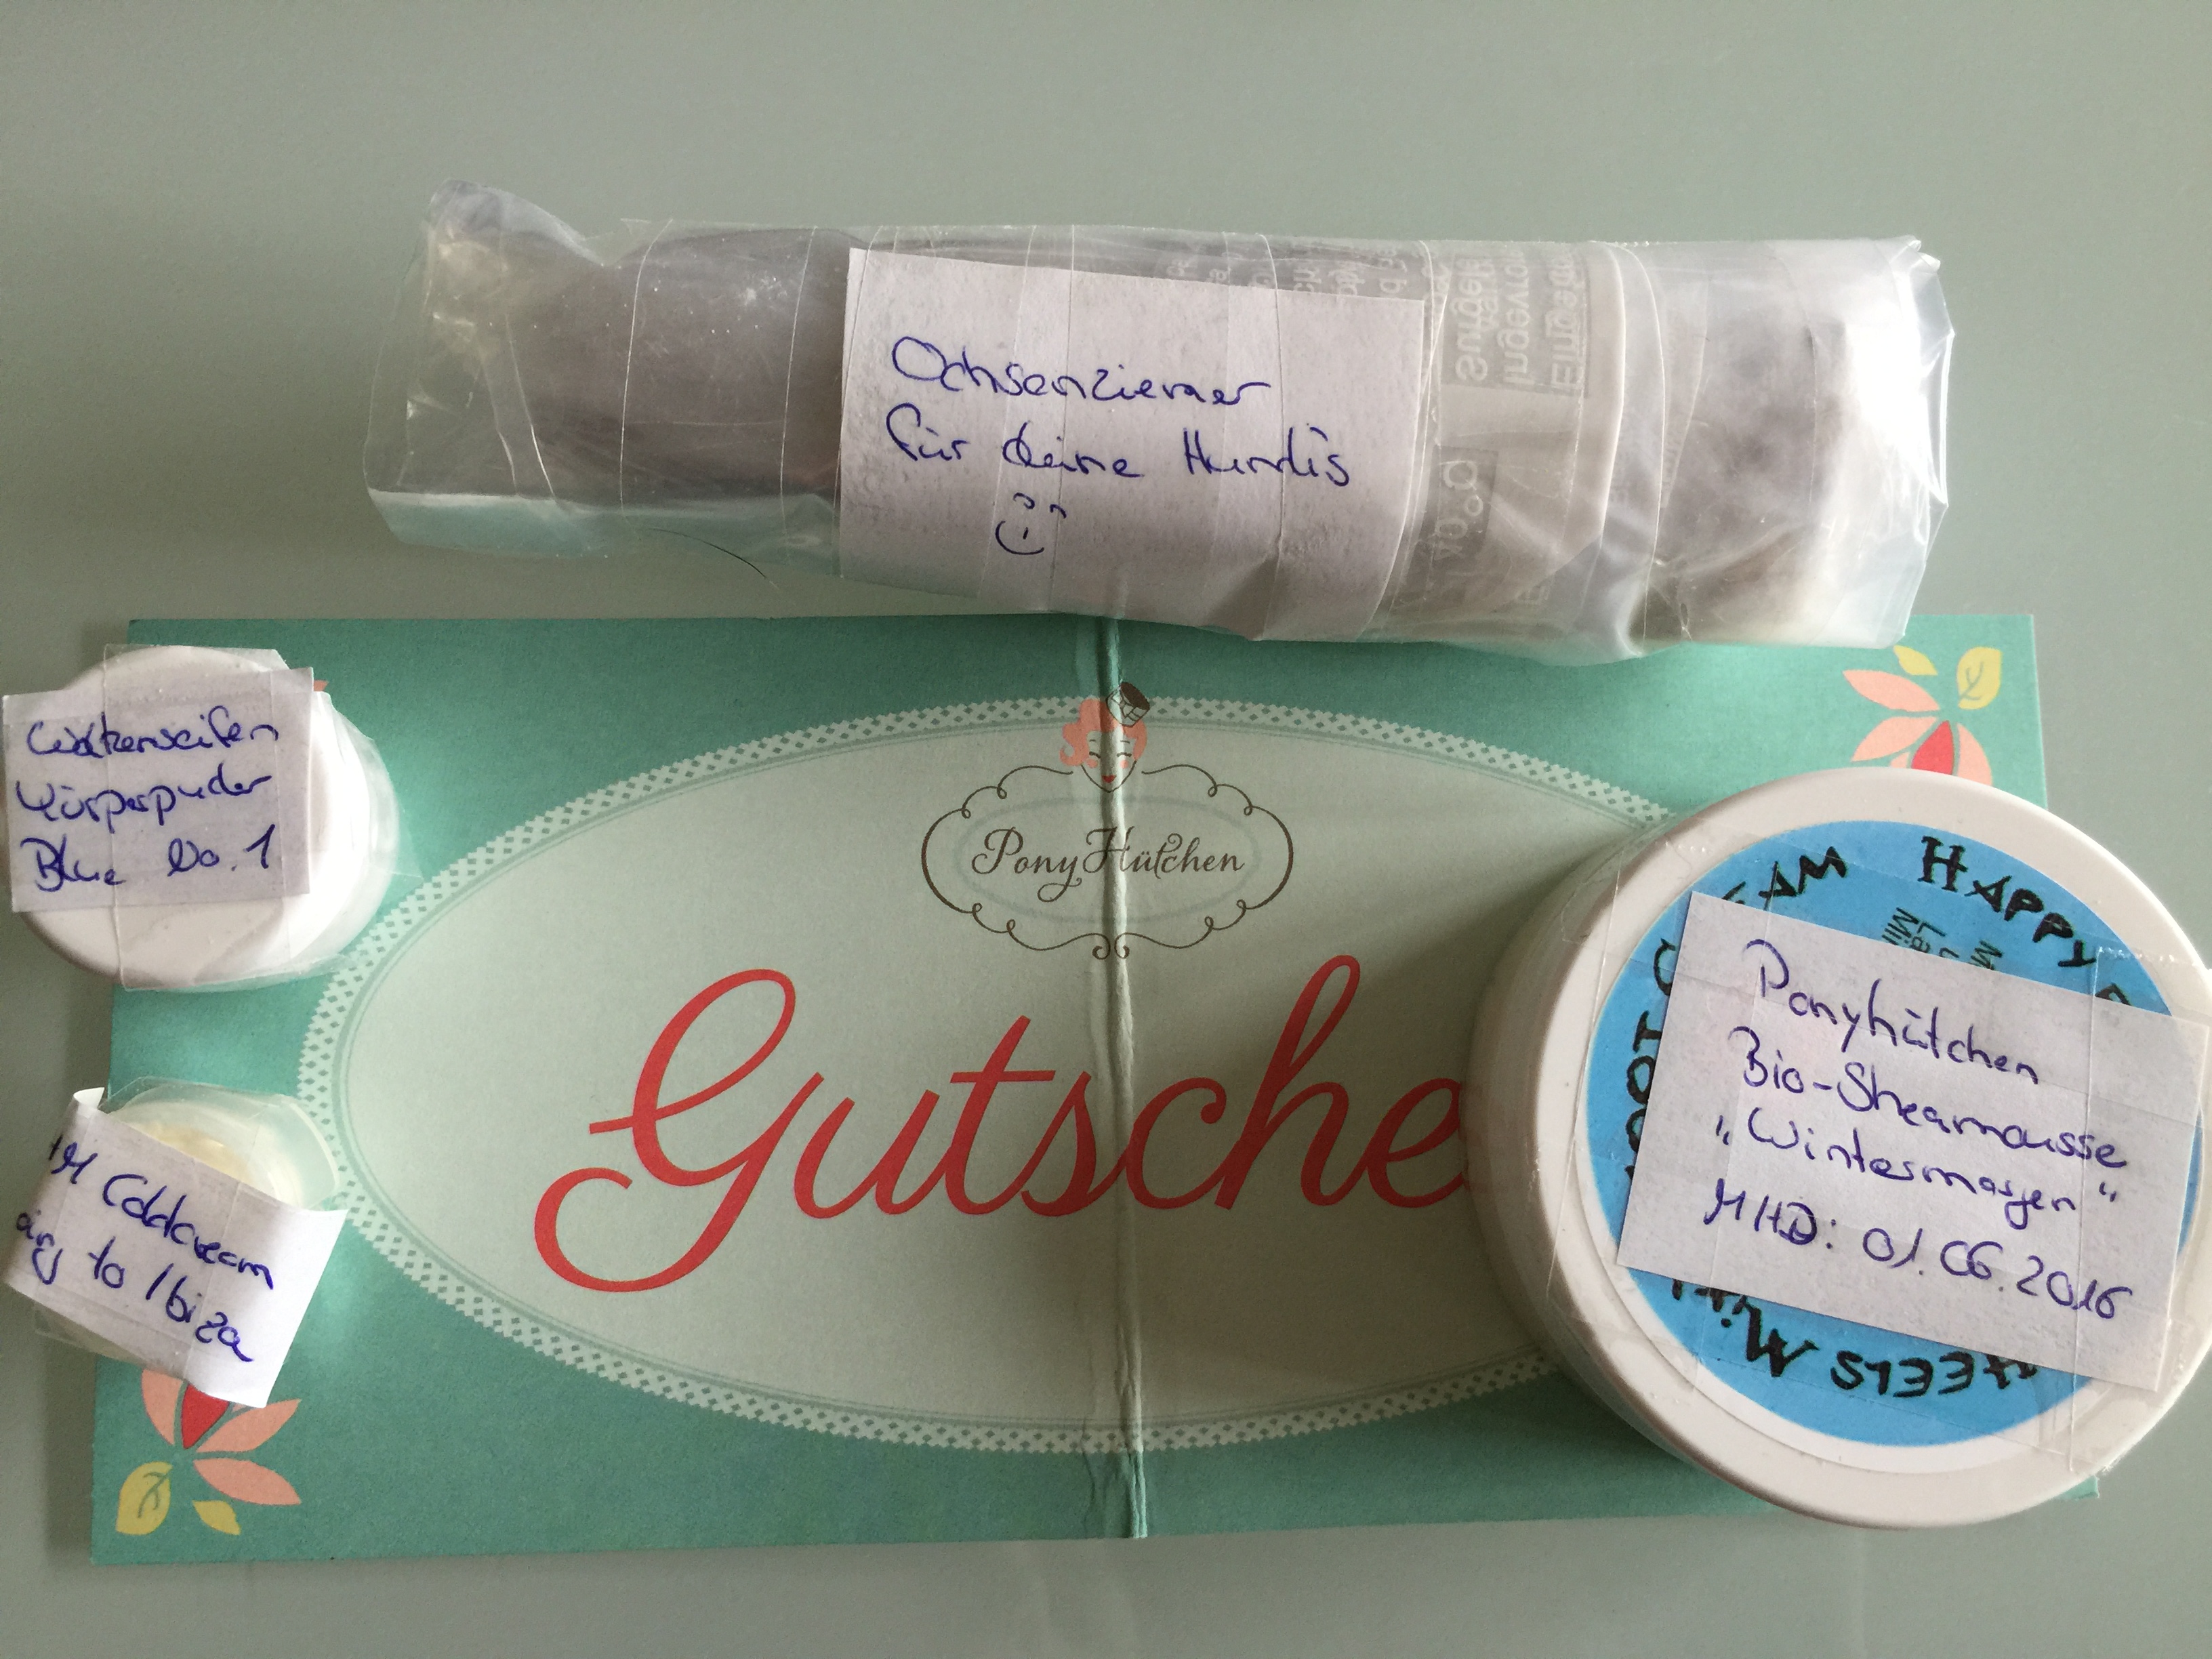 Ochsenziemer
für deine Hundis
Wolkenseifen
Körperpuder
Blue No. 1
Coldcream
to Ibiza
PonyHütchen
Gutsche
HAPPY
Ponyhütchen
Bio-Sheamousse
„Wintermorgen“
MHD: 01.06.2016